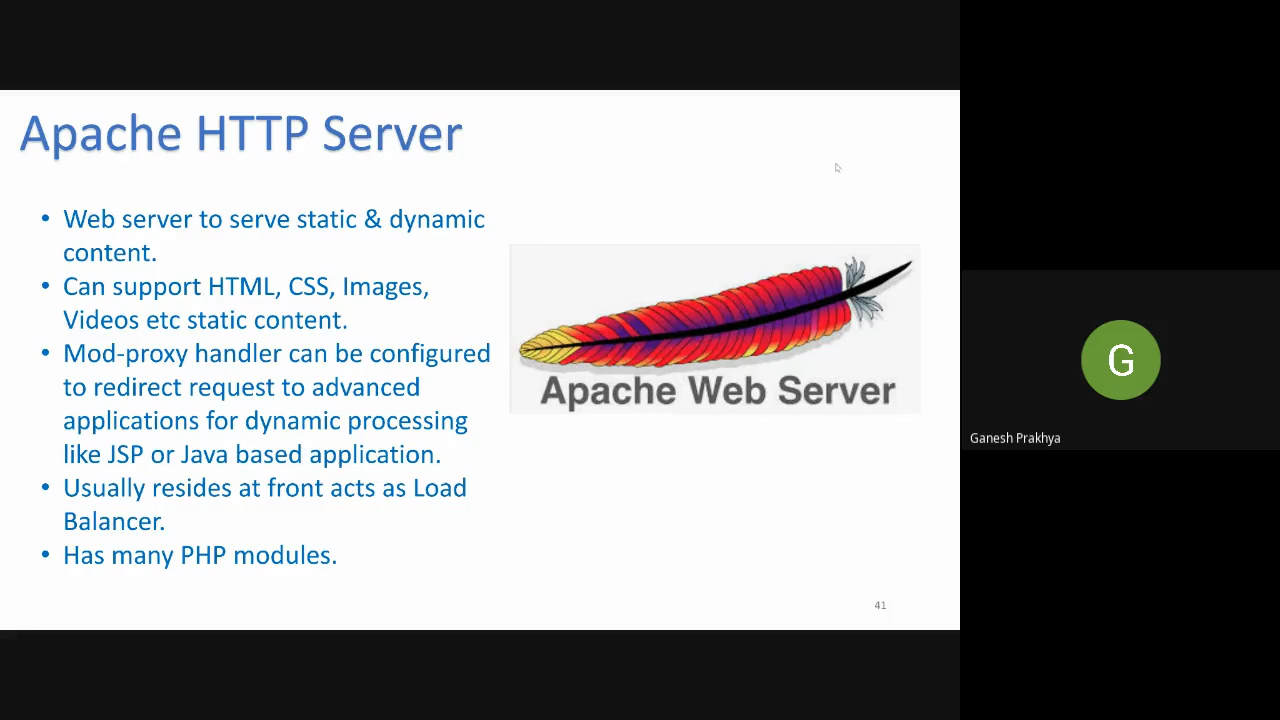 Apache HTTP Server
• Web server to serve static & dynamic
content.
• Can support HTML, CSS, Images,
Videos etc static content.
• Mod-proxy handler can be configured
to redirect request to advanced
applications for dynamic processing
like JSP or Java based application.
• Usually resides at front acts as Load
Balancer.
• Has many PHP modules.
Apache Web Server
41
G
Ganesh Prakhya